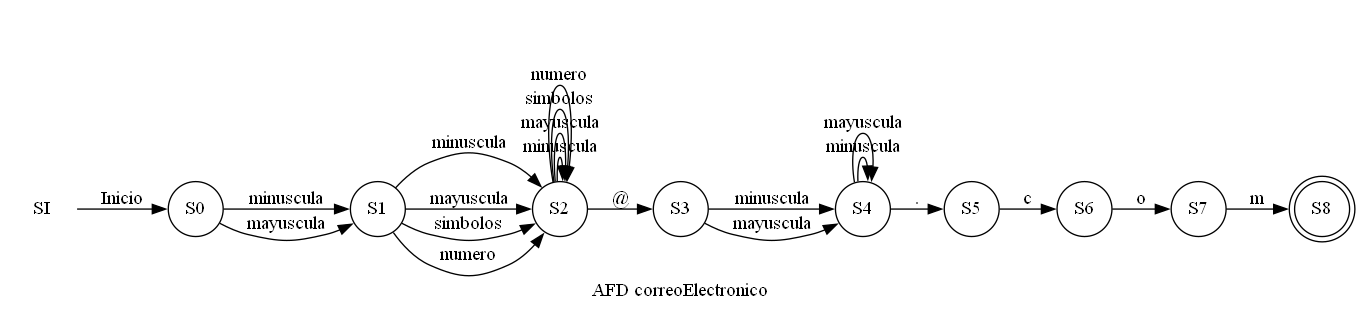 numero
simbolos
mayuscula
minuscula
mayuscula
minuscula
minuscula
SI
Inicio
S0
minuscula
mayuscula
S1
mayuscula
simbolos
numero
S2
@
S3
minuscula
mayuscula
S4
.
S5
c
S6
o
S7
m
S8
AFD correoElectronico